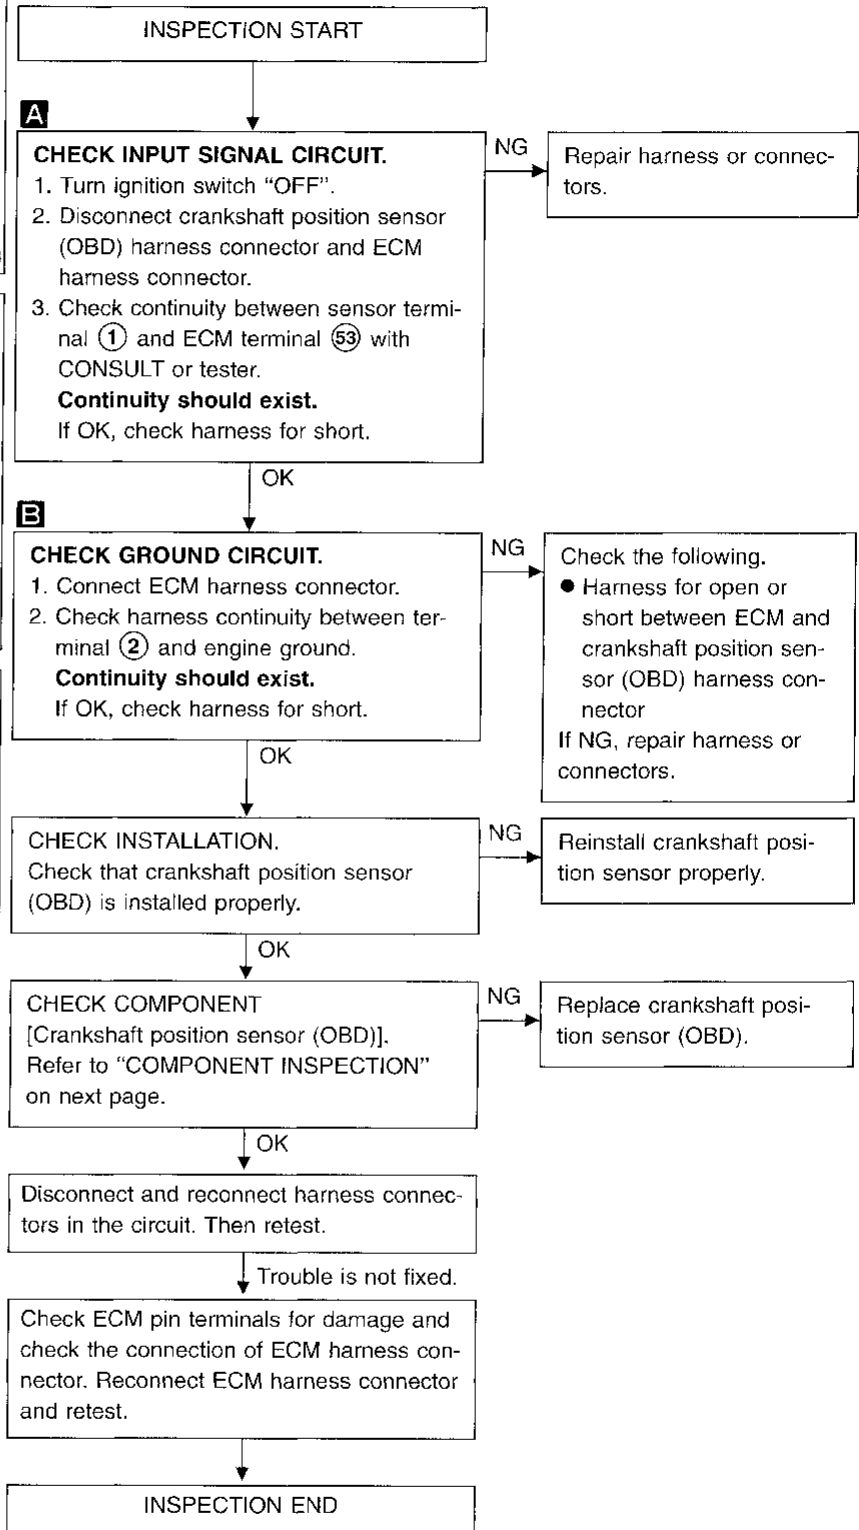 INSPECTION START
A
CHECK INPUT SIGNAL CIRCUIT.
1. Turn ignition switch “OFF”.
2. Disconnect crankshaft position sensor
(OBD) harness connector and ECM
harness connector.
3. Check continuity between sensor termi-
nal ① and ECM terminal 53 with
CONSULT or tester.
Continuity should exist.
If OK, check harness for short.
NG
Repair harness or connec-
tors.
OK
B
CHECK GROUND CIRCUIT.
1. Connect ECM harness connector.
2. Check harness continuity between ter-
minal ② and engine ground.
Continuity should exist.
If OK, check harness for short.
NG
Check the following.
● Harness for open or
short between ECM and
crankshaft position sen-
sor (OBD) harness con-
nector
If NG, repair harness or
connectors.
OK
CHECK INSTALLATION.
Check that crankshaft position sensor
(OBD) is installed properly.
NG
Reinstall crankshaft posi-
tion sensor properly.
OK
CHECK COMPONENT
[Crankshaft position sensor (OBD)].
Refer to “COMPONENT INSPECTION”
on next page.
NG
Replace crankshaft posi-
tion sensor (OBD).
OK
Disconnect and reconnect harness connec-
tors in the circuit. Then retest.
Trouble is not fixed.
Check ECM pin terminals for damage and
check the connection of ECM harness con-
nector. Reconnect ECM harness connector
and retest.
INSPECTION END